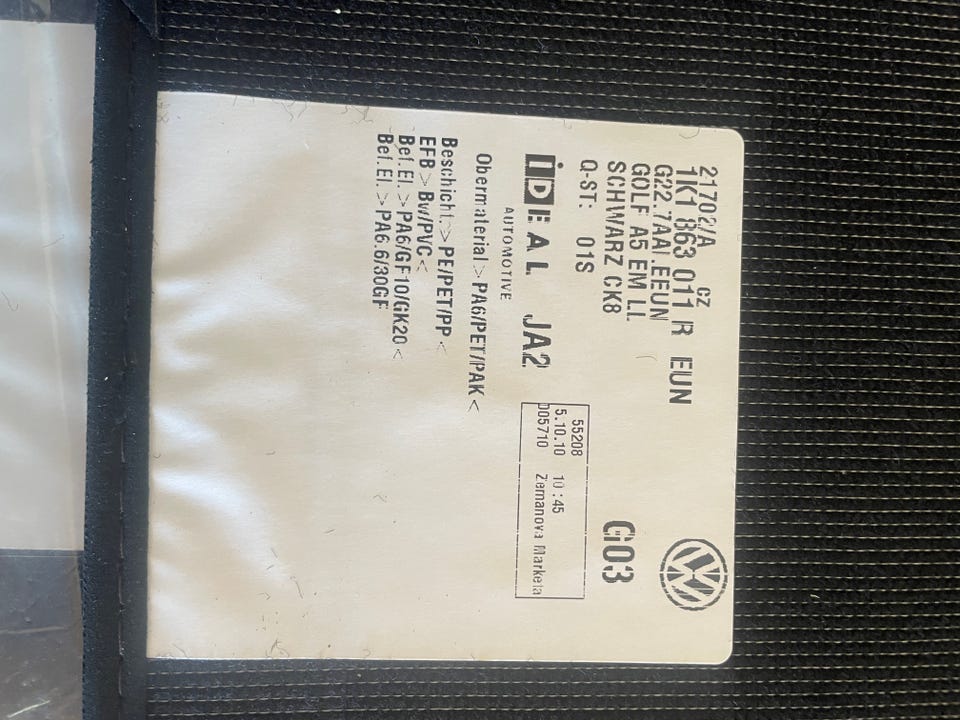 21702/A CZ
1K1 863 011 R EUN
G22.7AAI.EEUN
GOLF A5 EM LL
SCHWARZ CK8
G03
Q-ST: 01S
iDEAL JA2
AUTOMOTIVE
55208
5.10.10 10:45
005710 Zemanova Marketa
Obermaterial>PA6/PET/PAK<
Beschicht.>PE/PET/PP<
EFB>Bw/PVC<
Bef.El.>PA6/GF10/GK20<
Bef.El.>PA6.6/30GF